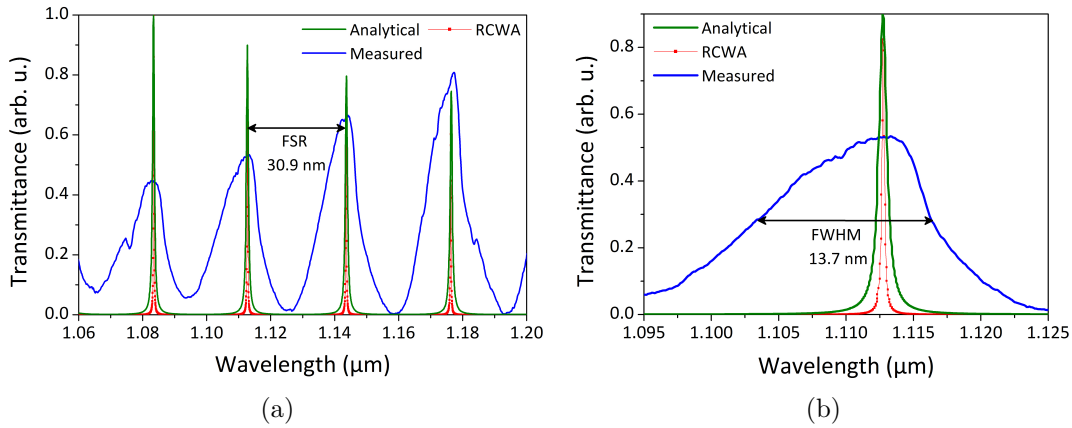 Analytical
RCWA
Measured
FSR
30.9 nm
Transmittance (arb. u.)
1.0
0.8
0.6
0.4
0.2
0.0
1.06
1.08
1.10
1.12
1.14
1.16
1.18
1.20
Wavelength (μm)
(a)
Analytical
RCWA
Measured
FWHM
13.7 nm
Transmittance (arb. u.)
0.8
0.6
0.4
0.2
0.0
1.095
1.100
1.105
1.110
1.115
1.120
1.125
Wavelength (μm)
(b)